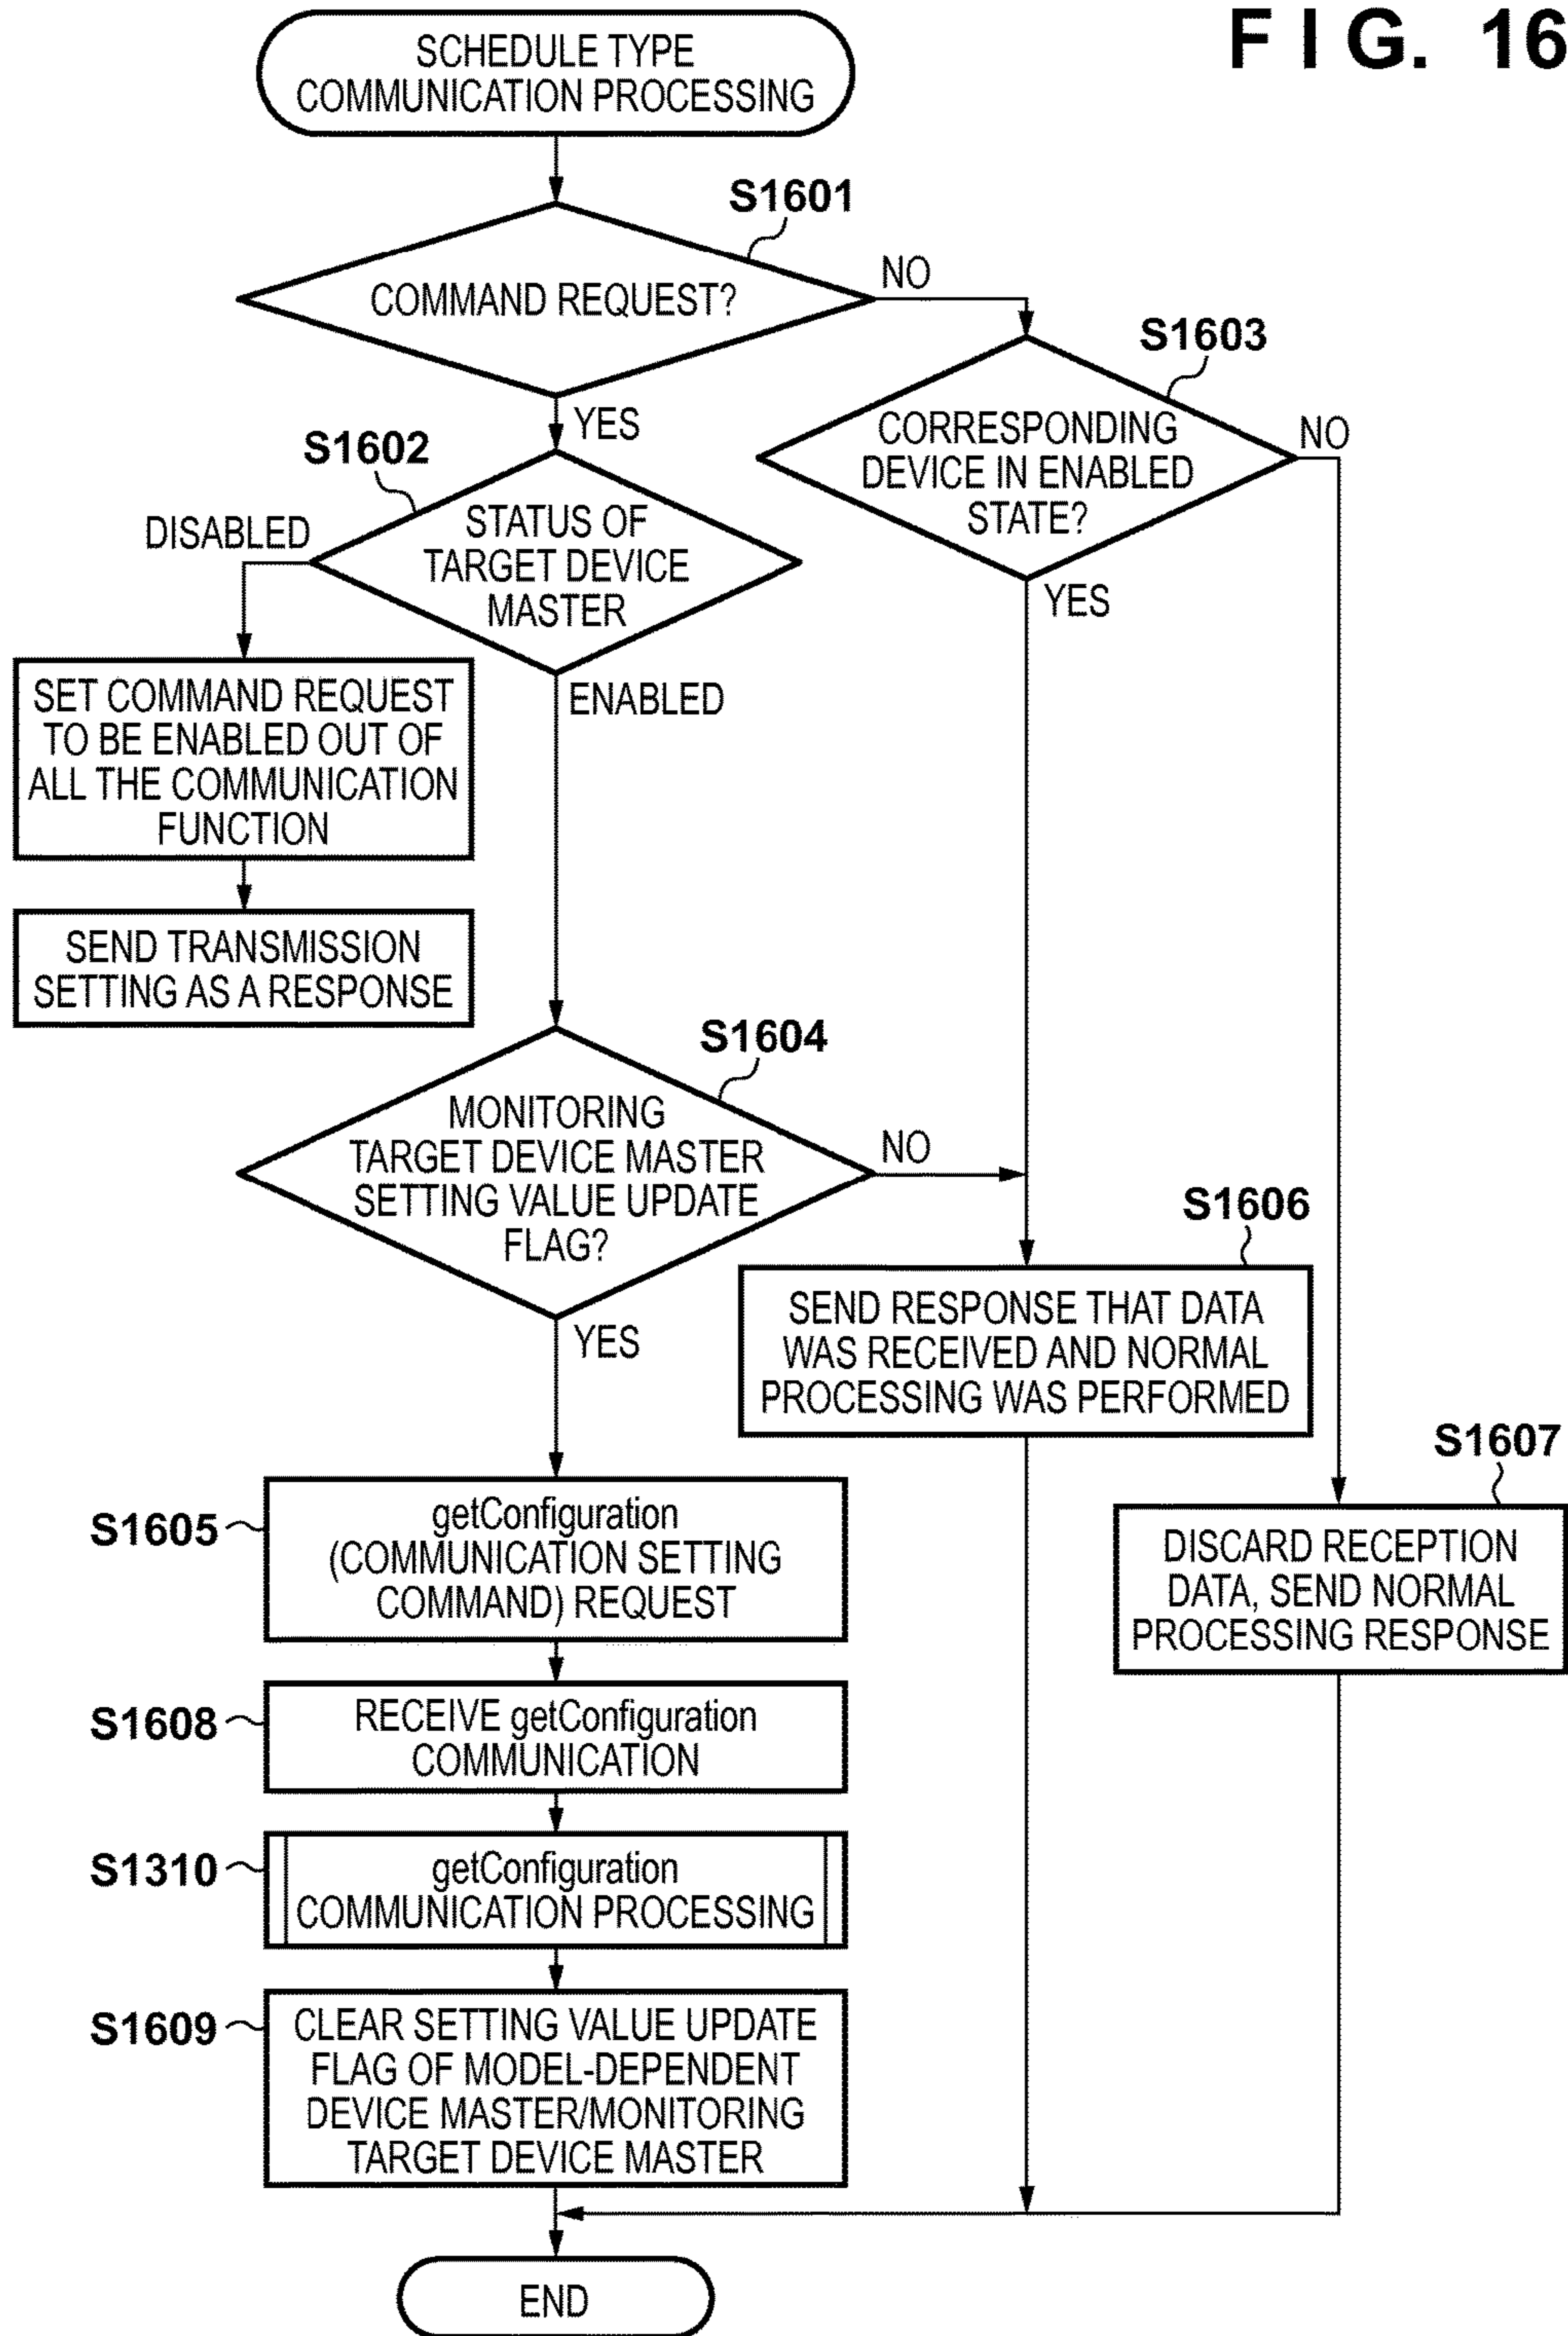 F I G. 16
SCHEDULE TYPE
COMMUNICATION PROCESSING
S1601
COMMAND REQUEST?
NO
YES
S1603
CORRESPONDING
DEVICE IN ENABLED
STATE?
NO
YES
S1602
STATUS OF
TARGET DEVICE
MASTER
DISABLED
ENABLED
SET COMMAND REQUEST
TO BE ENABLED OUT OF
ALL THE COMMUNICATION
FUNCTION
SEND TRANSMISSION
SETTING AS A RESPONSE
S1604
MONITORING
TARGET DEVICE MASTER
SETTING VALUE UPDATE
FLAG?
NO
YES
S1606
SEND RESPONSE THAT DATA
WAS RECEIVED AND NORMAL
PROCESSING WAS PERFORMED
S1607
DISCARD RECEPTION
DATA, SEND NORMAL
PROCESSING RESPONSE
S1605
getConfiguration
(COMMUNICATION SETTING
COMMAND) REQUEST
S1608
RECEIVE getConfiguration
COMMUNICATION
S1310
getConfiguration
COMMUNICATION PROCESSING
S1609
CLEAR SETTING VALUE UPDATE
FLAG OF MODEL-DEPENDENT
DEVICE MASTER/MONITORING
TARGET DEVICE MASTER
END